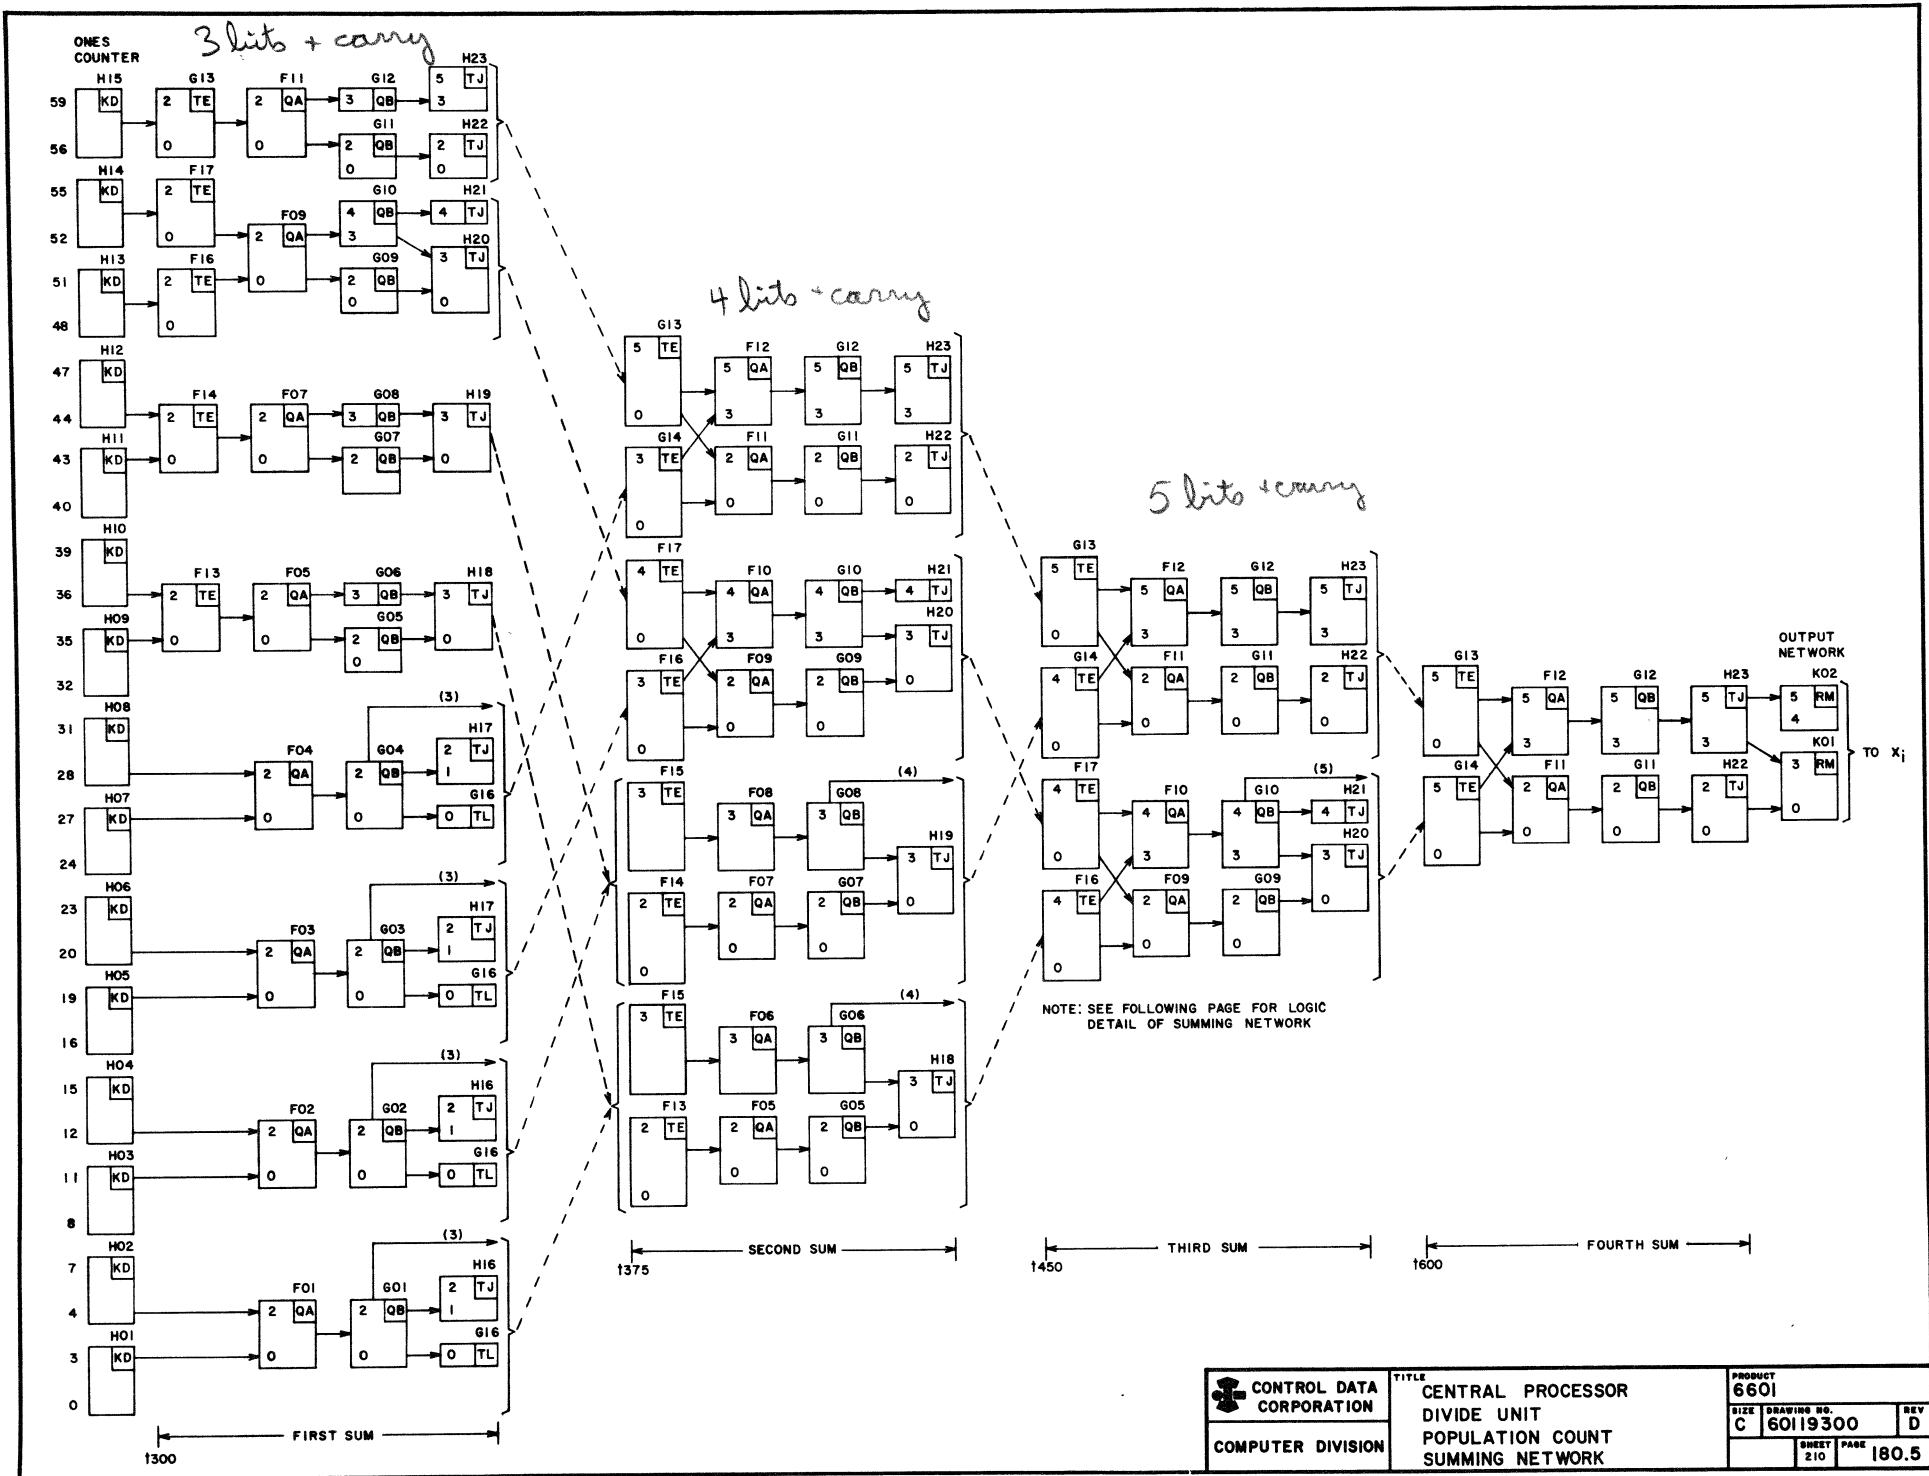 3 bits + carry
ONES
COUNTER
H15 G13 F11 G12 H23
59 KD 2 TE 2 QA 3 QB 5 TJ
3
G11 H22
56 0 0 2 QB 2 TJ
0 0
H14 F17 G10 H21
55 KD 2 TE 4 QB 4 TJ
3
F09 H20
52 0 2 QA 3 TJ
H13 F16 G09
51 KD 2 TE 0 2 QB
0 0
48 0
H12
47 KD
F14 F07 G08 H19
44 2 TE 2 QA 3 QB 3 TJ
H11 G07
43 KD 0 0 2 QB 0
40
H10
39 KD
F13 F05 G06 H18
36 2 TE 2 QA 3 QB 3 TJ
H09 G05
35 KD 0 0 2 QB 0
0
32
(3)
H08 H17
31 KD 2 TJ
1
F04 G04
28 2 QA 2 QB
H07 G16
27 KD 0 0 0 TL
24
(3)
H06 H17
23 KD 2 TJ
1
F03 G03
20 2 QA 2 QB
H05 G16
19 KD 0 0 0 TL
16
(3)
H04 H16
15 KD 2 TJ
1
F02 G02
12 2 QA 2 QB
H03 G16
11 KD 0 0 0 TL
8
(3)
H02 H16
7 KD 2 TJ
1
F01 G01
4 2 QA 2 QB
H01 G16
3 KD 0 0 0 TL
0
FIRST SUM
t300
4 bits + carry
G13 F12 G12 H23
5 TE 5 QA 5 QB 5 TJ
0 3 3 3
G14 F11 G11 H22
3 TE 2 QA 2 QB 2 TJ
0 0 0 0
F17 F10 G10 H21
4 TE 4 QA 4 QB 4 TJ
0 3 3
H20
3 TJ
0
F16 F09 G09
3 TE 2 QA 2 QB
0 0 0
(4)
F15 F08 G08
3 TE 3 QA 3 QB
H19
3 TJ
0
F14 F07 G07
2 TE 2 QA 2 QB
0 0 0
(4)
F15 F06 G06
3 TE 3 QA 3 QB
H18
3 TJ
0
F13 F05 G05
2 TE 2 QA 2 QB
0 0 0
SECOND SUM
t375
5 bits + carry
G13 F12 G12 H23
5 TE 5 QA 5 QB 5 TJ
0 3 3 3
G14 F11 G11 H22
4 TE 2 QA 2 QB 2 TJ
0 0 0 0
(5)
F17 F10 G10 H21
4 TE 4 QA 4 QB 4 TJ
0 3 3
H20
3 TJ
0
F16 F09 G09
4 TE 2 QA 2 QB
0 0 0
NOTE: SEE FOLLOWING PAGE FOR LOGIC
DETAIL OF SUMMING NETWORK
THIRD SUM
t450
OUTPUT
NETWORK
G13 F12 G12 H23 K02
5 TE 5 QA 5 QB 5 TJ 5 RM
4
0 3 3 3
K01
3 RM
0
TO Xi
G14 F11 G11 H22
5 TE 2 QA 2 QB 2 TJ
0 0 0 0
FOURTH SUM
t600
CONTROL DATA
CORPORATION
COMPUTER DIVISION
TITLE
CENTRAL PROCESSOR
DIVIDE UNIT
POPULATION COUNT
SUMMING NETWORK
PRODUCT
6601
SIZE DRAWING NO. REV
C 60119300 D
SHEET PAGE
210 180.5